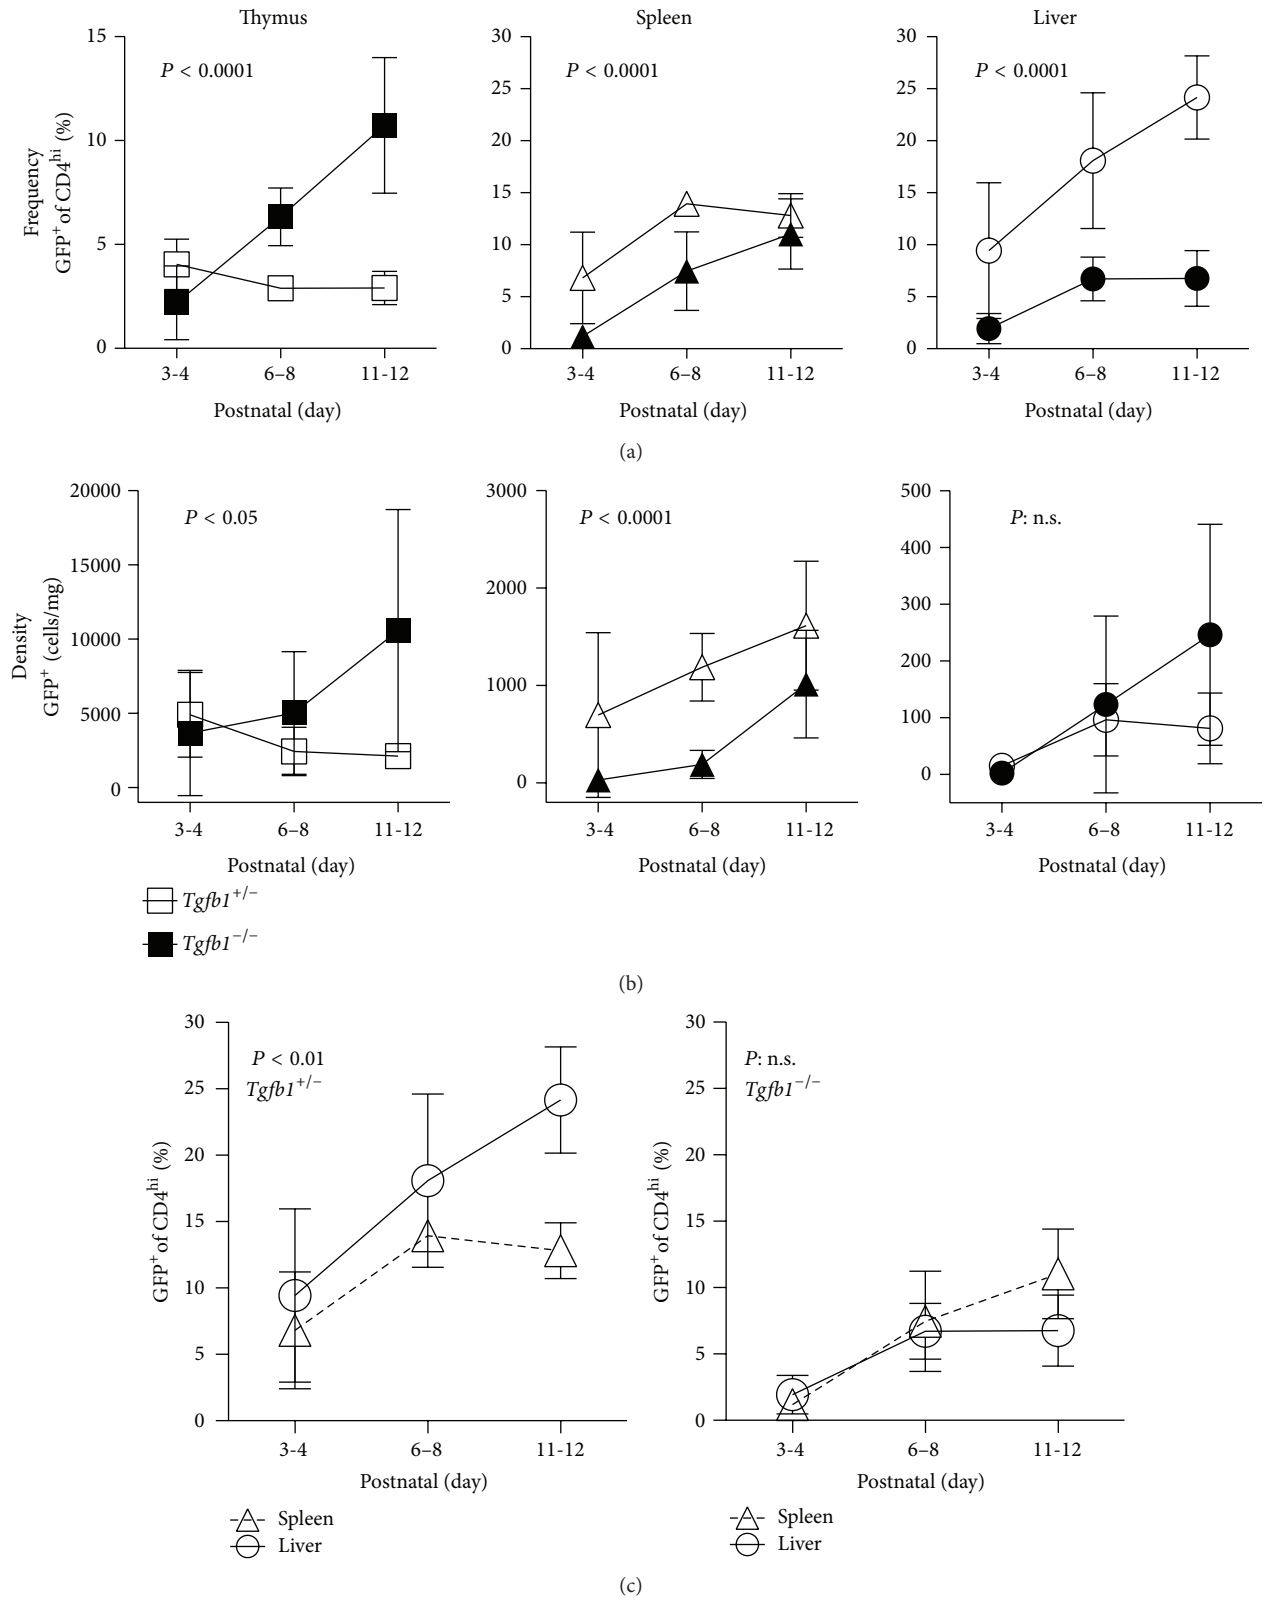 Thymus
Spleen
Liver
Frequency
GFP⁺ of CD4ʰⁱ (%)
15
10
5
0
P < 0.0001
3-4
6–8
11-12
Postnatal (day)
30
25
20
15
10
5
0
P < 0.0001
3-4
6–8
11-12
Postnatal (day)
30
25
20
15
10
5
0
P < 0.0001
3-4
6–8
11-12
Postnatal (day)
(a)
Density
GFP⁺ (cells/mg)
20000
15000
10000
5000
0
P < 0.05
3-4
6–8
11-12
Postnatal (day)
3000
2000
1000
0
P < 0.0001
3-4
6–8
11-12
Postnatal (day)
500
400
300
200
100
0
P: n.s.
3-4
6–8
11-12
Postnatal (day)
Tgfb1⁺/⁻
Tgfb1⁻/⁻
(b)
GFP⁺ of CD4ʰⁱ (%)
30
25
20
15
10
5
0
P < 0.01
Tgfb1⁺/⁻
3-4
6–8
11-12
Postnatal (day)
Spleen
Liver
GFP⁺ of CD4ʰⁱ (%)
30
25
20
15
10
5
0
P: n.s.
Tgfb1⁻/⁻
3-4
6–8
11-12
Postnatal (day)
Spleen
Liver
(c)